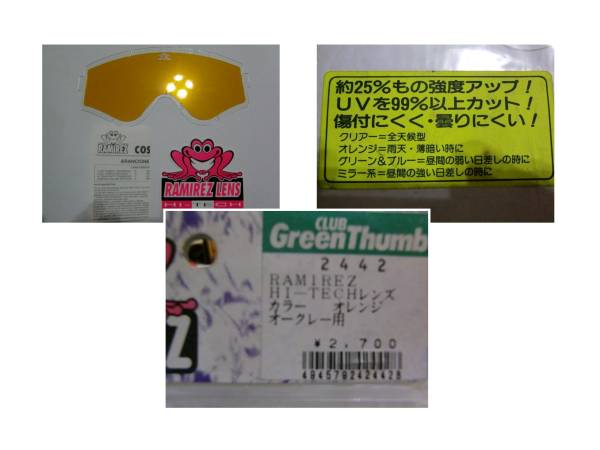 RAMIREZ
COS
ARANCIONE
RAMIREZ LENS
HI-TECH
約25%もの強度アップ!
UVを99%以上カット!
傷付にくく・曇りにくい!
クリアー=全天候型
オレンジ=雨天・薄暗い時に
グリーン&ブルー=昼間の弱い日差しの時に
ミラー系=昼間の強い日差しの時に
CLUB
GreenThumb
2442
RAMIREZ
HI-TECHレンズ
カラー オレンジ
オークレー用
¥2,700
4945792424428
Z